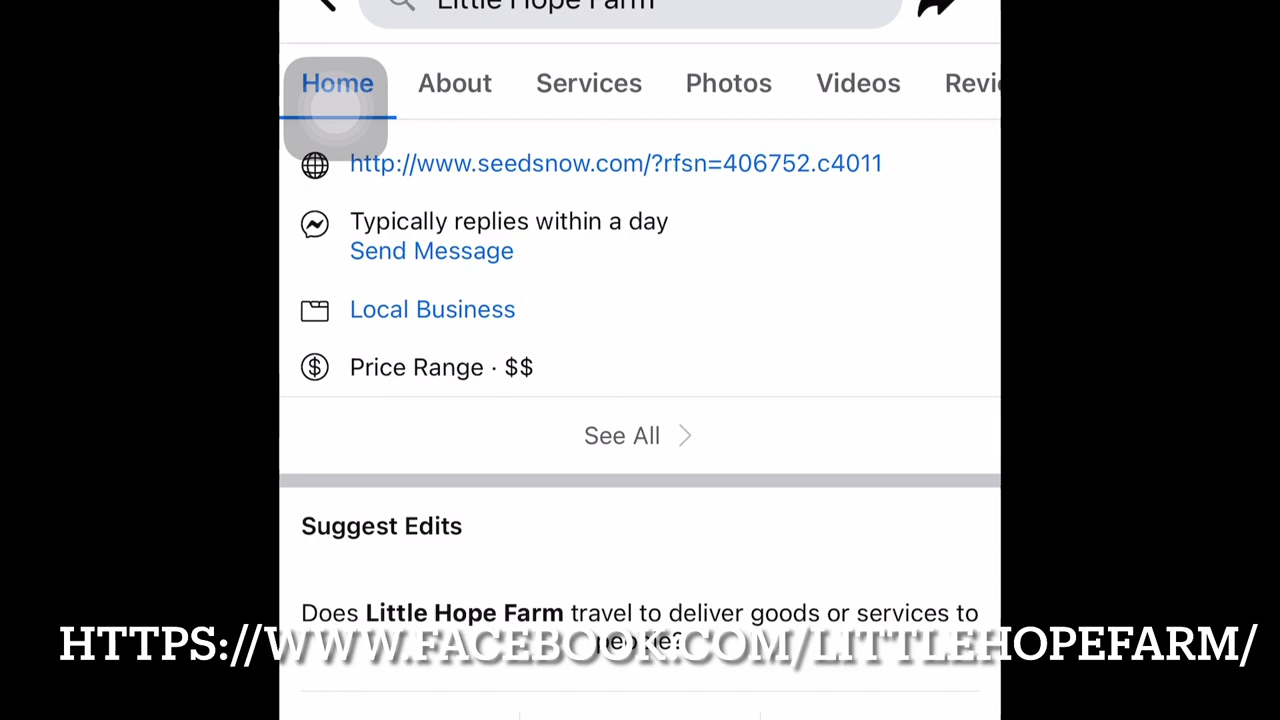 Little Hope Farm
Home About Services Photos Videos Revi
http://www.seedsnow.com/?rfsn=406752.c4011
Typically replies within a day
Send Message
Local Business
Price Range · $$
See All
Suggest Edits
Does Little Hope Farm travel to deliver goods or services to
people?
HTTPS://WWW.FACEBOOK.COM/LITTLEHOPEFARM/